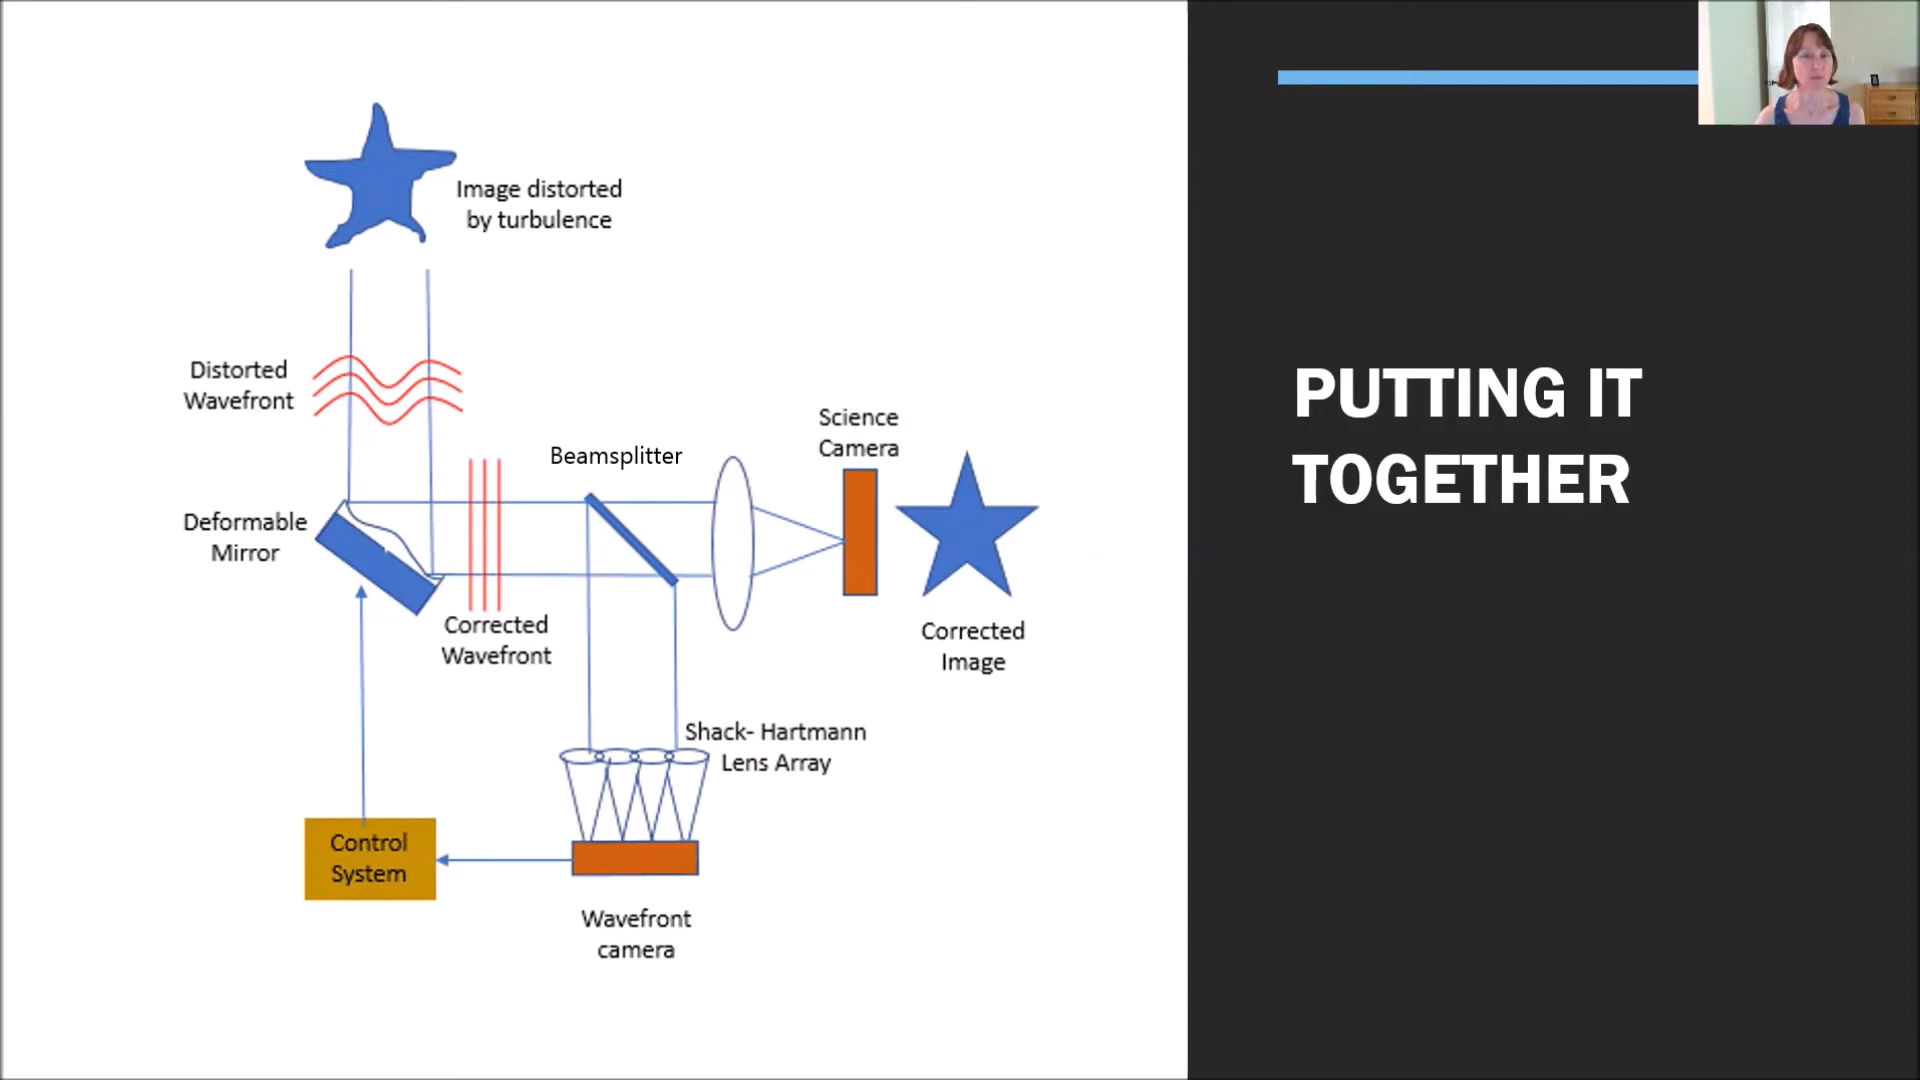 Image distorted
by turbulence
Distorted
Wavefront
Science
Camera
Beamsplitter
Deformable
Mirror
Corrected
Wavefront
Corrected
Image
Shack- Hartmann
Lens Array
Control
System
Wavefront
camera
PUTTING IT
TOGETHER